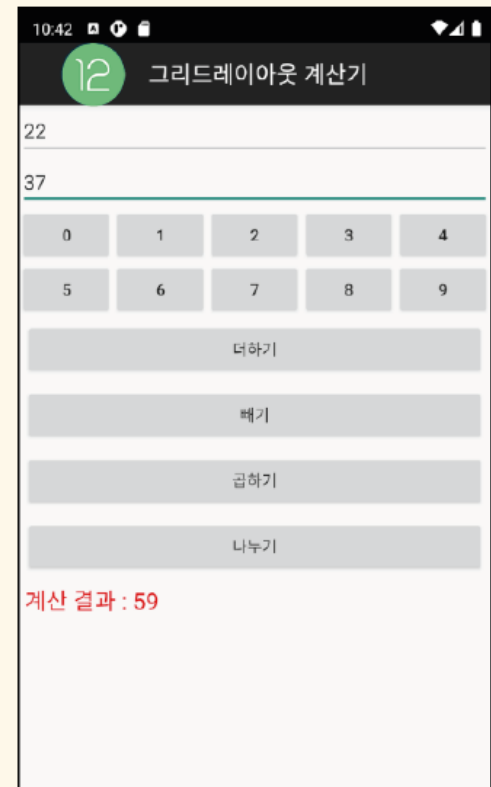 10:42
12 그리드레이아웃 계산기
22
37
0 1 2 3 4
5 6 7 8 9
더하기
빼기
곱하기
나누기
계산 결과 : 59